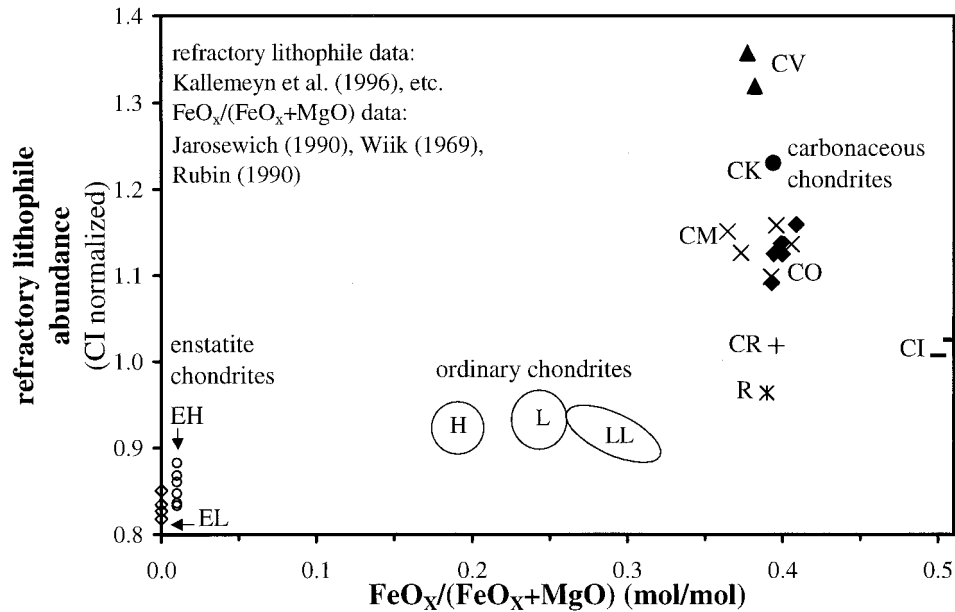 refractory lithophile
abundance
(CI normalized)
1.4
1.3
1.2
1.1
1.0
0.9
0.8
refractory lithophile data:
Kallemeyn et al. (1996), etc.
FeOx/(FeOx+MgO) data:
Jarosewich (1990), Wiik (1969),
Rubin (1990)
CV
CK
carbonaceous
chondrites
CM
CO
CR
CI
R
enstatite
chondrites
ordinary chondrites
EH
H
L
LL
EL
0.0 0.1 0.2 0.3 0.4 0.5
FeOX/(FeOX+MgO) (mol/mol)